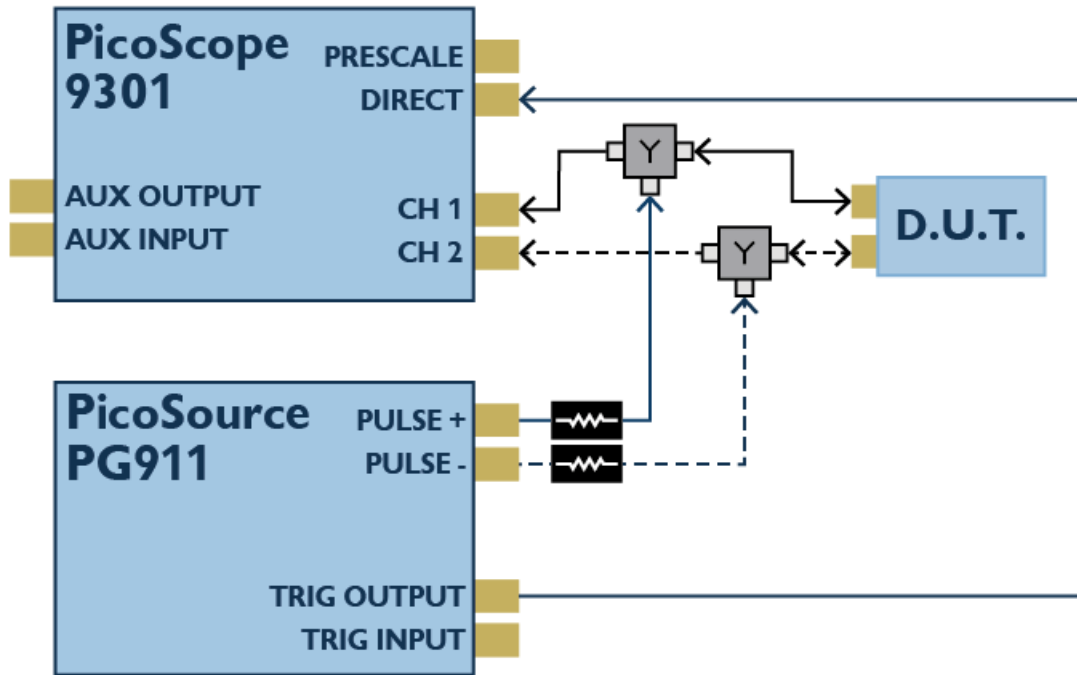 PicoScope
9301
PRESCALE
DIRECT
AUX OUTPUT
AUX INPUT
CH 1
CH 2
Y
Y
D.U.T.
PicoSource
PG911
PULSE +
PULSE -
TRIG OUTPUT
TRIG INPUT